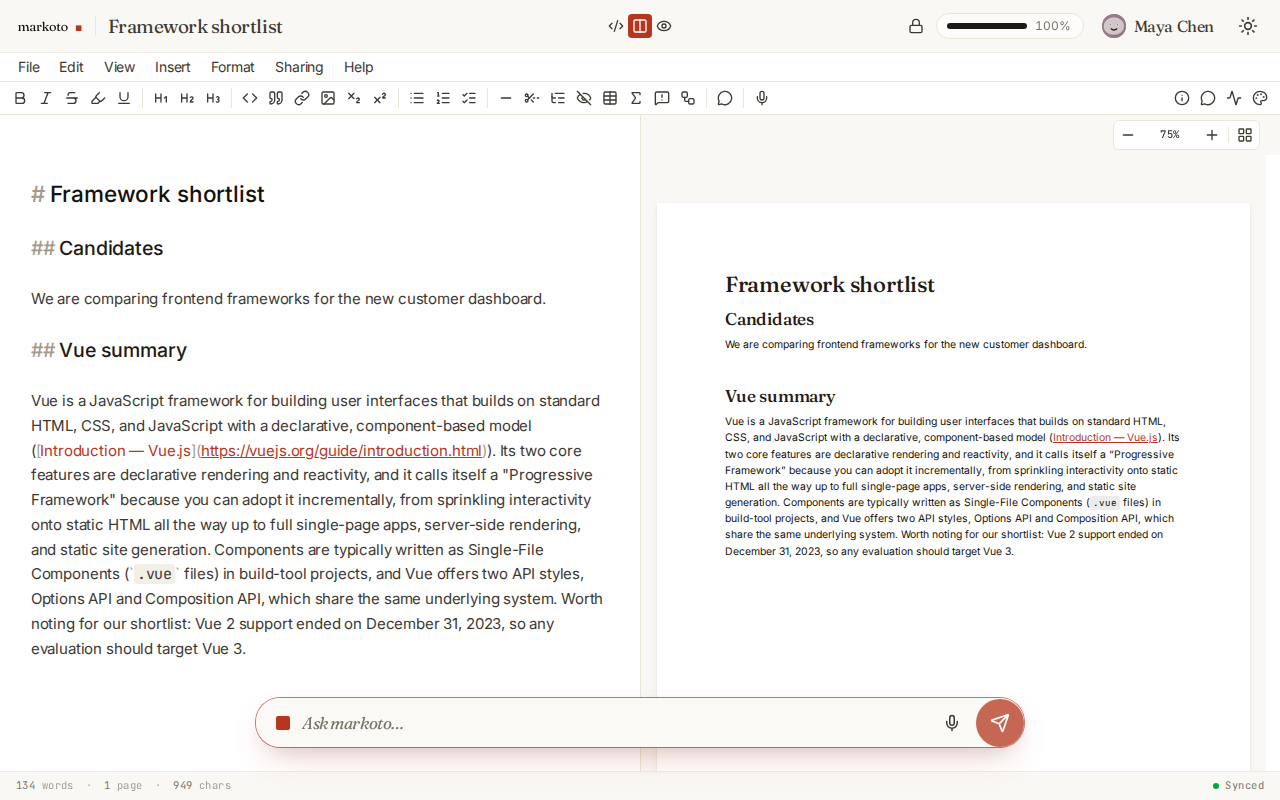 markoto
Framework shortlist
100%
Maya Chen
File Edit View Insert Format Sharing Help
H1 H2 H3
75%
# Framework shortlist
## Candidates
We are comparing frontend frameworks for the new customer dashboard.
## Vue summary
Vue is a JavaScript framework for building user interfaces that builds on standard
HTML, CSS, and JavaScript with a declarative, component-based model
([Introduction — Vue.js](https://vuejs.org/guide/introduction.html)). Its two core
features are declarative rendering and reactivity, and it calls itself a "Progressive
Framework" because you can adopt it incrementally, from sprinkling interactivity
onto static HTML all the way up to full single-page apps, server-side rendering,
and static site generation. Components are typically written as Single-File
Components (`.vue` files) in build-tool projects, and Vue offers two API styles,
Options API and Composition API, which share the same underlying system. Worth
noting for our shortlist: Vue 2 support ended on December 31, 2023, so any
evaluation should target Vue 3.
Framework shortlist
Candidates
We are comparing frontend frameworks for the new customer dashboard.
Vue summary
Vue is a JavaScript framework for building user interfaces that builds on standard HTML,
CSS, and JavaScript with a declarative, component-based model (Introduction — Vue.js). Its
two core features are declarative rendering and reactivity, and it calls itself a "Progressive
Framework" because you can adopt it incrementally, from sprinkling interactivity onto static
HTML all the way up to full single-page apps, server-side rendering, and static site
generation. Components are typically written as Single-File Components (.vue files) in
build-tool projects, and Vue offers two API styles, Options API and Composition API, which
share the same underlying system. Worth noting for our shortlist: Vue 2 support ended on
December 31, 2023, so any evaluation should target Vue 3.
Ask markoto...
134 words · 1 page · 949 chars
Synced